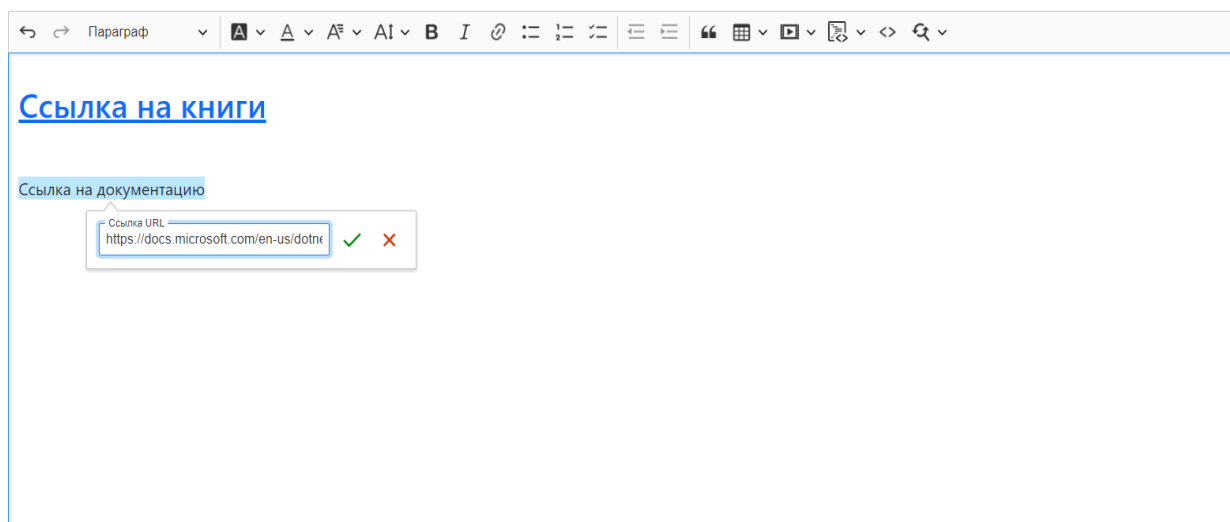 Параграф
Ссылка на книги
Ссылка на документацию
Ссылка URL
https://docs.microsoft.com/en-us/dotne